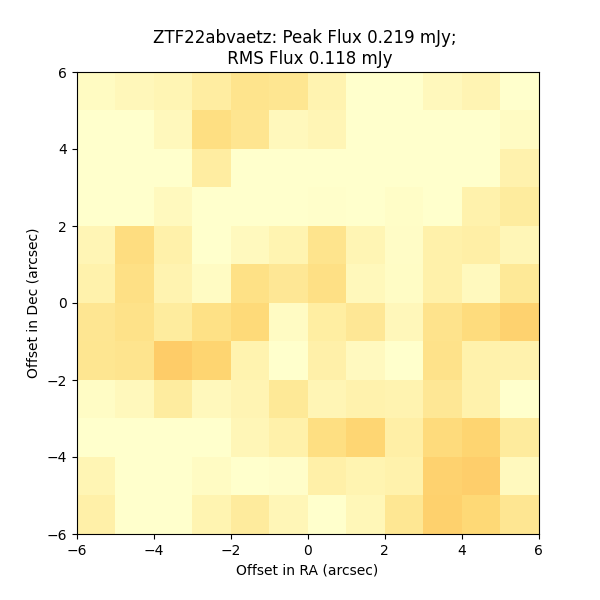 ZTF22abvaetz: Peak Flux 0.219 mJy;
RMS Flux 0.118 mJy
6
4
2
0
−2
−4
−6
Offset in Dec (arcsec)
−6 −4 −2 0 2 4 6
Offset in RA (arcsec)